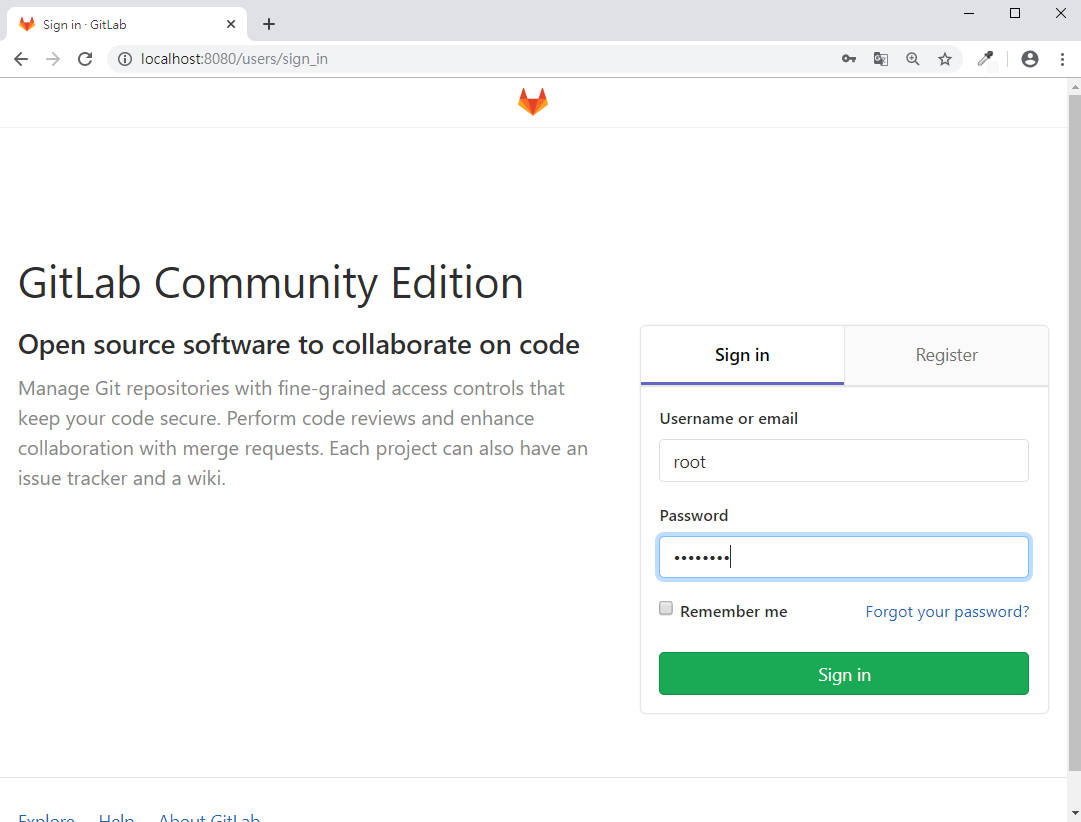 Sign in · GitLab
localhost:8080/users/sign_in
GitLab Community Edition
Open source software to collaborate on code
Manage Git repositories with fine-grained access controls that
keep your code secure. Perform code reviews and enhance
collaboration with merge requests. Each project can also have an
issue tracker and a wiki.
Sign in Register
Username or email
root
Password
••••••••
Remember me Forgot your password?
Sign in
Explore Help About GitLab